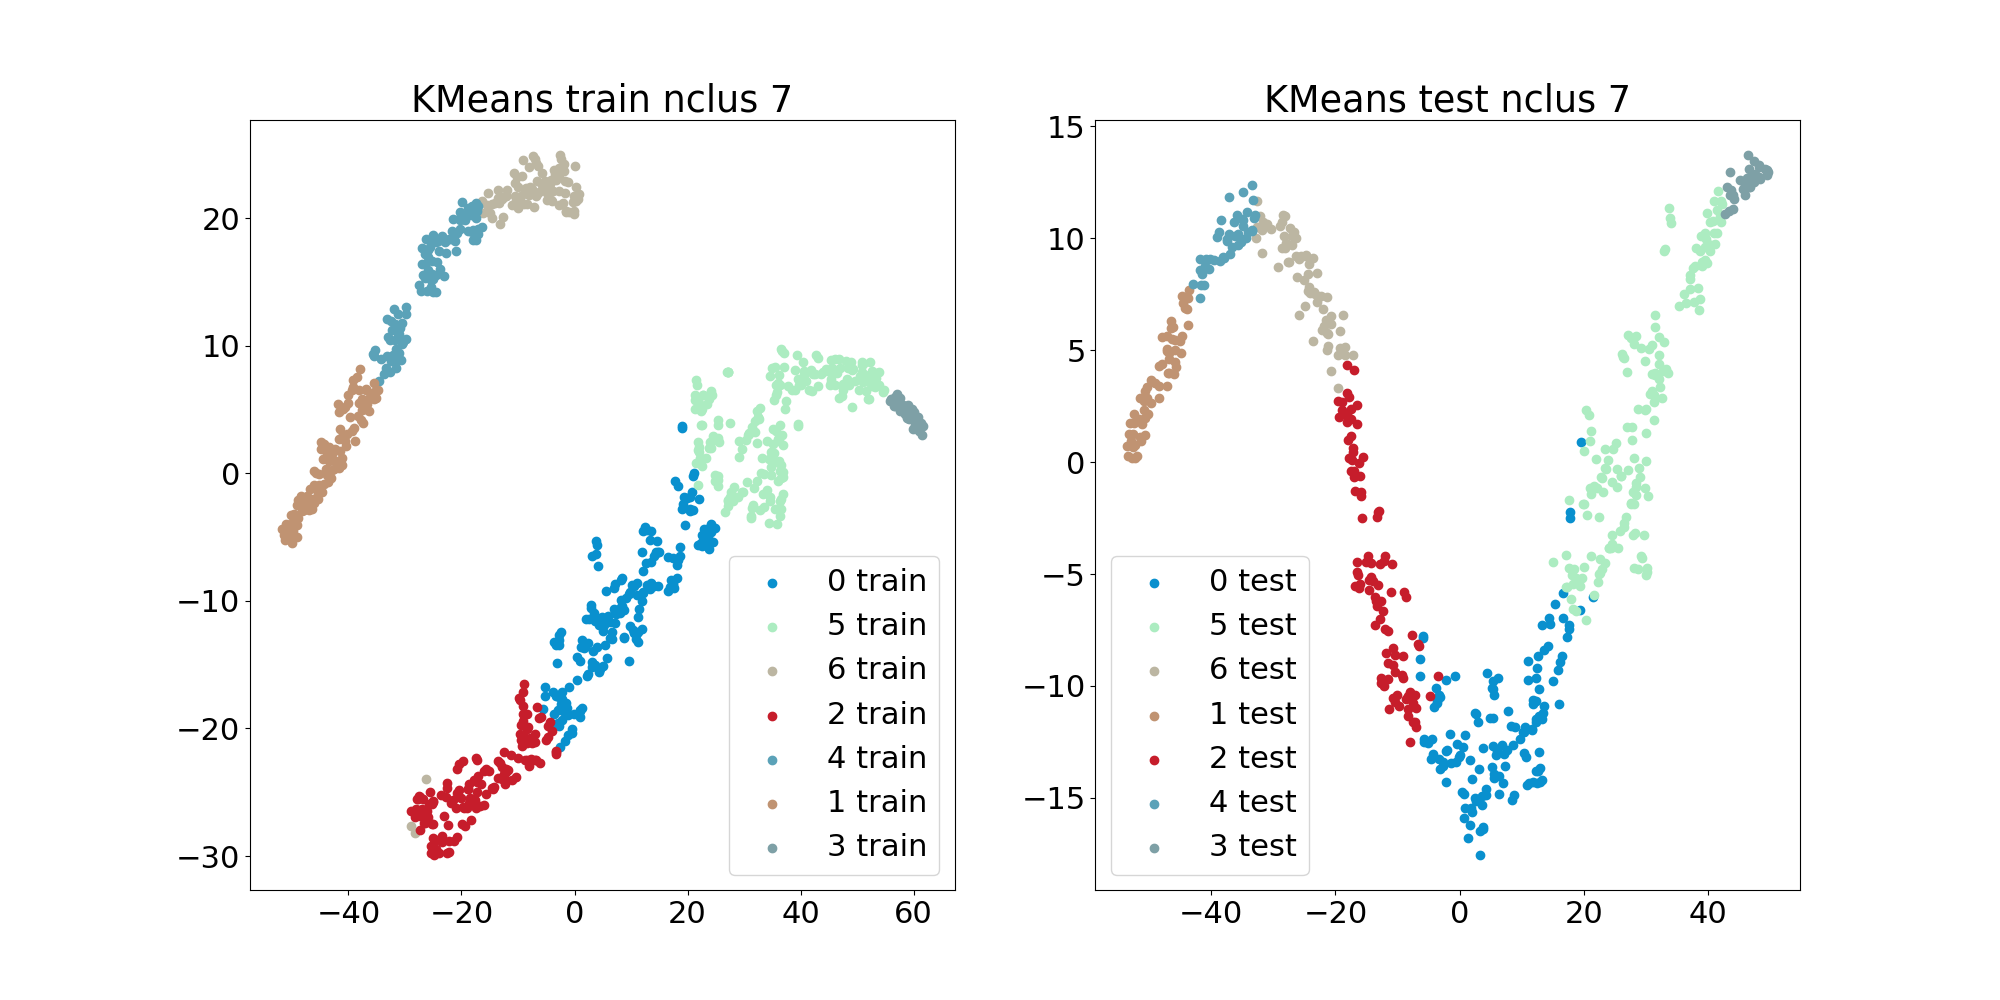 KMeans train nclus 7
20
10
0
−10
−20
−30
−40
−20
0
20
40
60
0 train
5 train
6 train
2 train
4 train
1 train
3 train
KMeans test nclus 7
15
10
5
0
−5
−10
−15
−40
−20
0
20
40
0 test
5 test
6 test
1 test
2 test
4 test
3 test